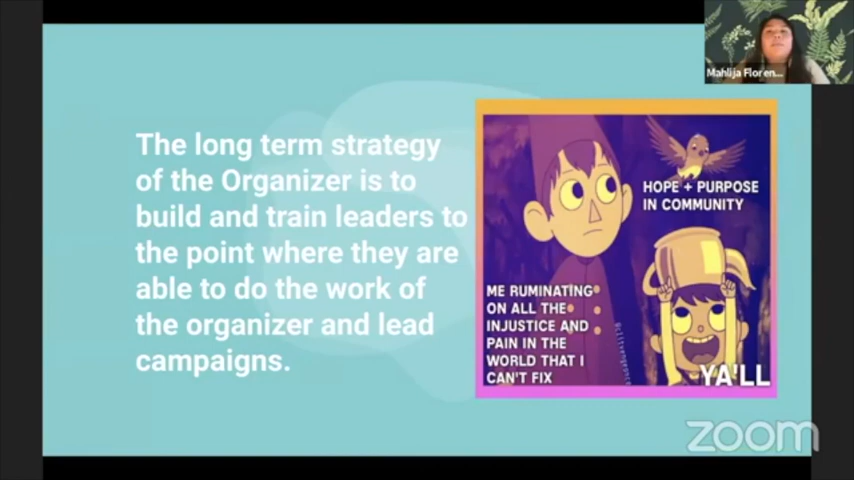 Mahlija Floren...
The long term strategy
of the Organizer is to
build and train leaders to
the point where they are
able to do the work of
the organizer and lead
campaigns.
HOPE + PURPOSE
IN COMMUNITY
ME RUMINATING
ON ALL THE
INJUSTICE AND
PAIN IN THE
WORLD THAT I
CAN'T FIX
YA'LL
zoom